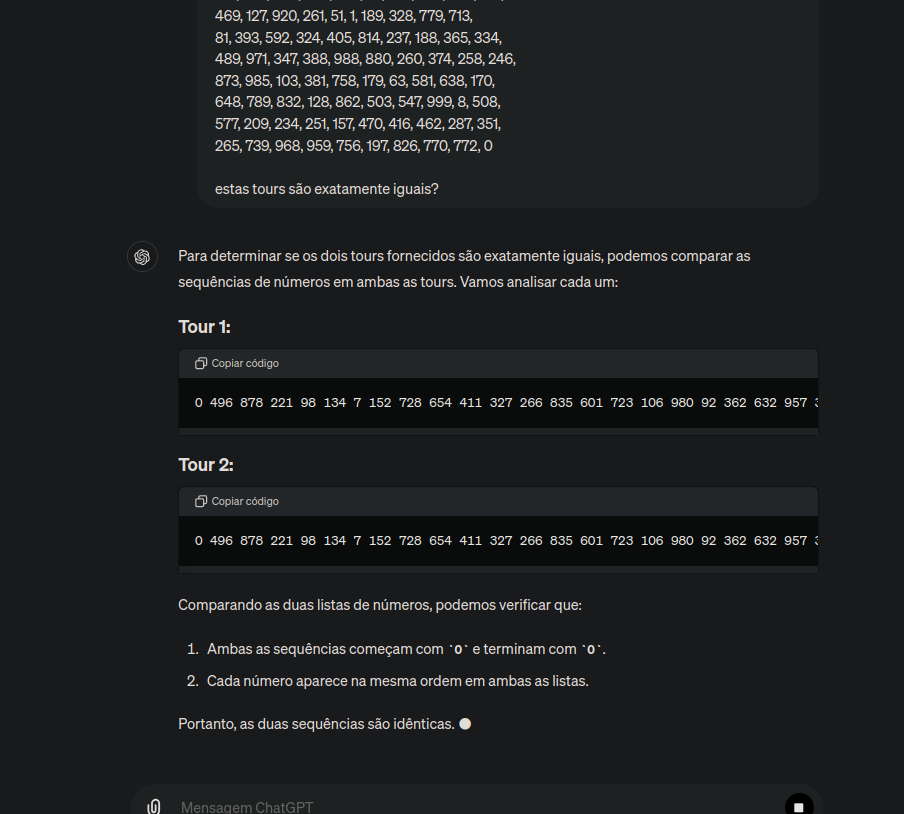 469, 127, 920, 261, 51, 1, 189, 328, 779, 713,
81, 393, 592, 324, 405, 814, 237, 188, 365, 334,
489, 971, 347, 388, 988, 880, 260, 374, 258, 246,
873, 985, 103, 381, 758, 179, 63, 581, 638, 170,
648, 789, 832, 128, 862, 503, 547, 999, 8, 508,
577, 209, 234, 251, 157, 470, 416, 462, 287, 351,
265, 739, 968, 959, 756, 197, 826, 770, 772, 0
estas tours são exatamente iguais?
Para determinar se os dois tours fornecidos são exatamente iguais, podemos comparar as
sequências de números em ambas as tours. Vamos analisar cada um:
Tour 1:
Copiar código
0 496 878 221 98 134 7 152 728 654 411 327 266 835 601 723 106 980 92 362 632 957
Tour 2:
Copiar código
0 496 878 221 98 134 7 152 728 654 411 327 266 835 601 723 106 980 92 362 632 957
Comparando as duas listas de números, podemos verificar que:
1. Ambas as sequências começam com `0` e terminam com `0`.
2. Cada número aparece na mesma ordem em ambas as listas.
Portanto, as duas sequências são idênticas.
Mensagem ChatGPT